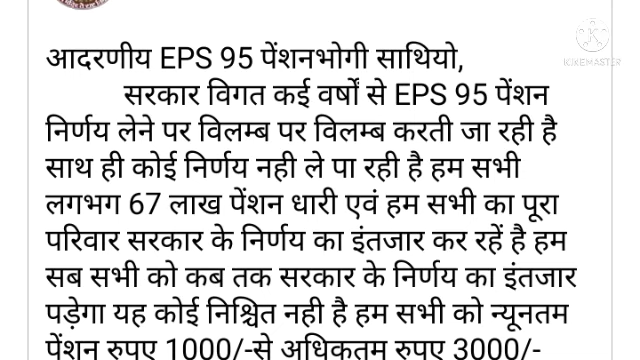 KINEMASTER
आदरणीय EPS 95 पेंशनभोगी साथियो,
सरकार विगत कई वर्षों से EPS 95 पेंशन
निर्णय लेने पर विलम्ब पर विलम्ब करती जा रही है
साथ ही कोई निर्णय नही ले पा रही है हम सभी
लगभग 67 लाख पेंशन धारी एवं हम सभी का पूरा
परिवार सरकार के निर्णय का इंतजार कर रहें है हम
सब सभी को कब तक सरकार के निर्णय का इंतजार
पड़ेगा यह कोई निश्चित नही है हम सभी को न्यूनतम
पेंशन रुपए 1000/-से अधिकतम रुपए 3000/-